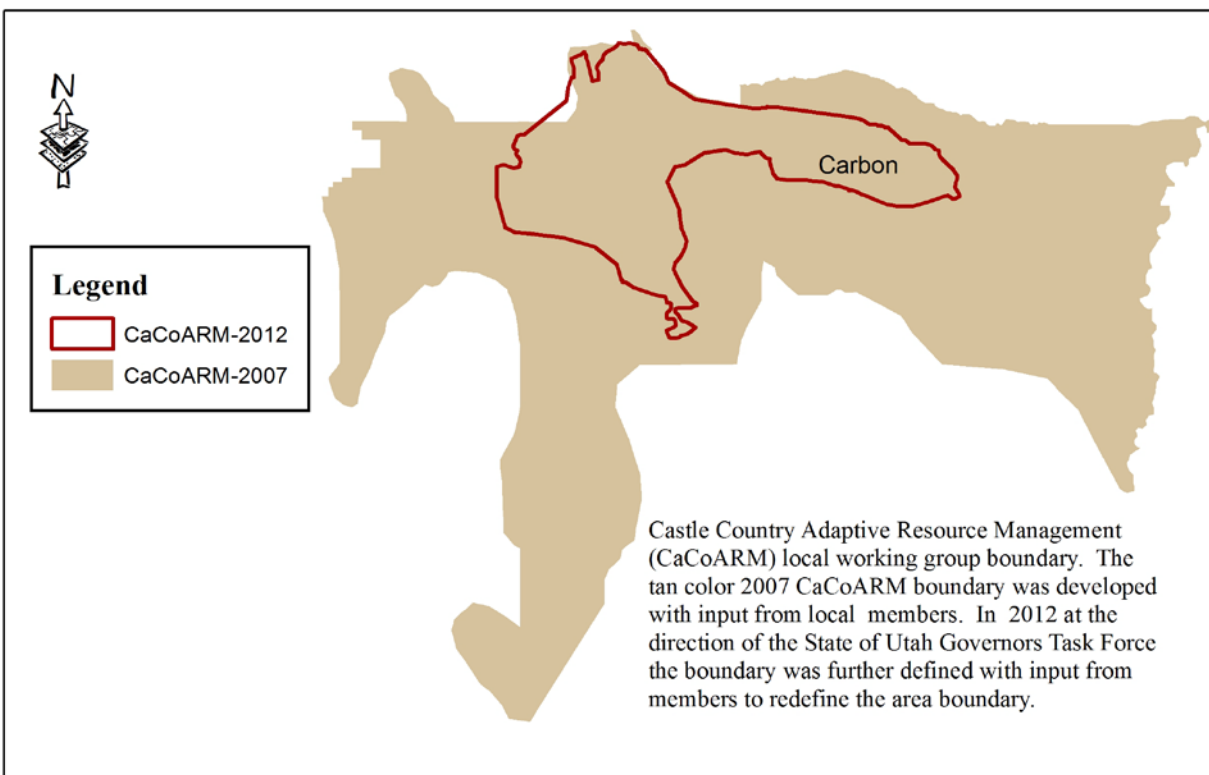 N
Carbon
Legend
CaCoARM-2012
CaCoARM-2007
Castle Country Adaptive Resource Management
(CaCoARM) local working group boundary.  The
tan color 2007 CaCoARM boundary was developed
with input from local  members.  In  2012 at the
direction of the State of Utah Governors Task Force
the boundary was further defined with input from
members to redefine the area boundary.